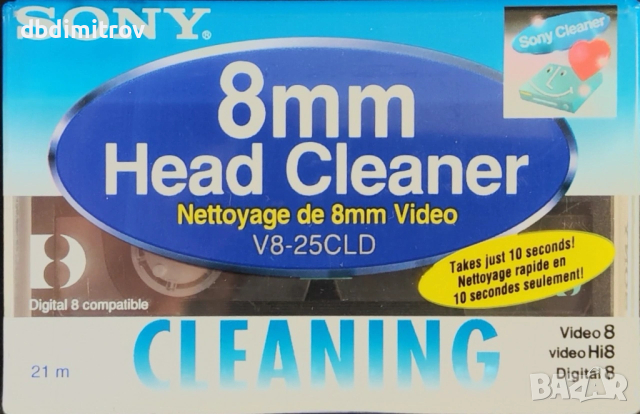 SONY®
dbdimitrov
Sony Cleaner
8mm
Head Cleaner
Nettoyage de 8mm Video
V8-25CLD
Takes just 10 seconds!
Nettoyage rapide en
10 secondes seulement!
8
Digital 8 compatible
CLEANING
21 m
Video 8
video Hi8
Digital 8
bazar